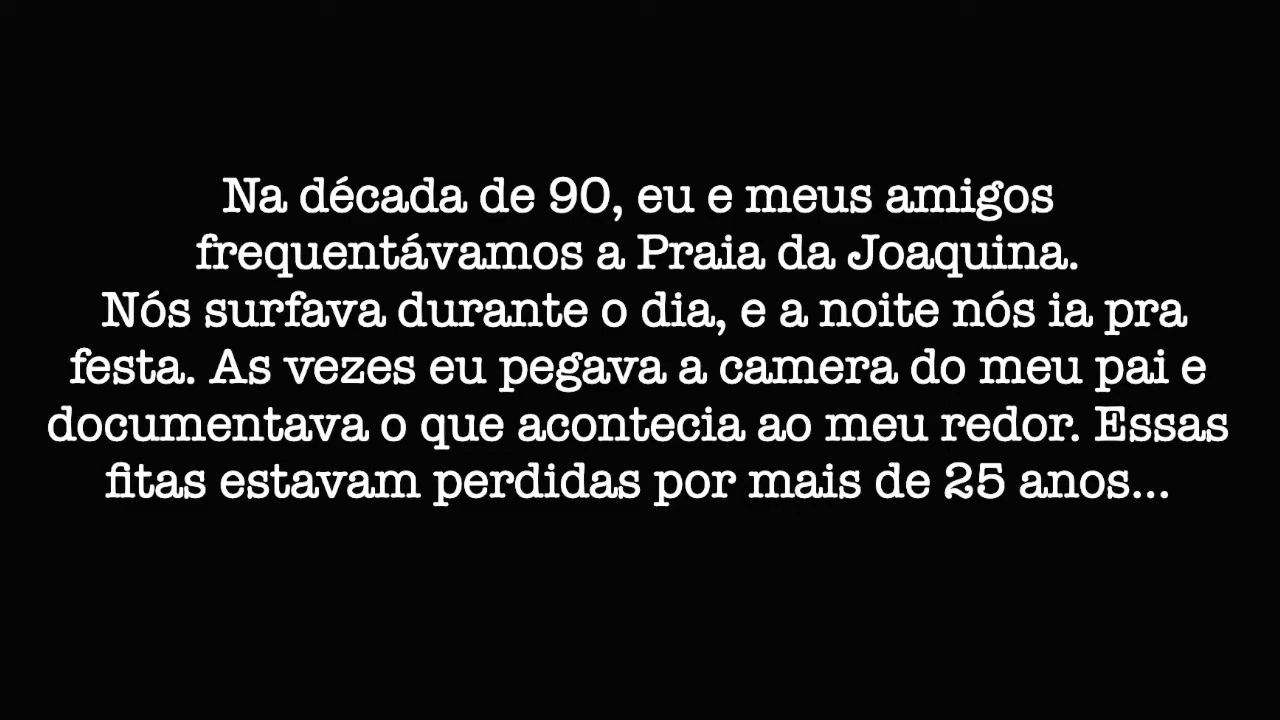 Na década de 90, eu e meus amigos
frequentávamos a Praia da Joaquina.
Nós surfava durante o dia, e a noite nós ia pra
festa. As vezes eu pegava a camera do meu pai e
documentava o que acontecia ao meu redor. Essas
fitas estavam perdidas por mais de 25 anos...